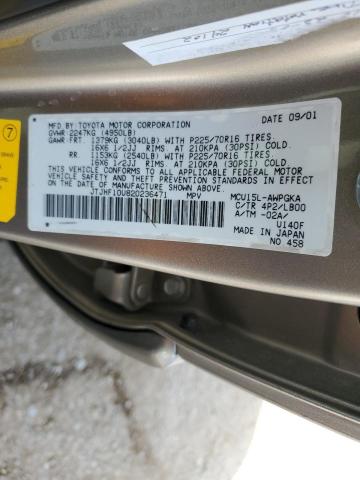 DATE 09/01
MFD BY TOYOTA MOTOR CORPORATION
GVWR 2247KG (4950LB)
GAWR FRT. 1379KG (3040LB) WITH P225/70R16 TIRES.
16X6 1/2JJ RIMS AT 210KPA (30PSI) COLD.
RR. 1153KG (2540LB) WITH P225/70R16 TIRES.
16X6 1/2JJ RIMS AT 210KPA (30PSI) COLD.
THIS VEHICLE CONFORMS TO ALL APPLICABLE FEDERAL MOTOR
VEHICLE SAFETY AND THEFT PREVENTION STANDARDS IN
EFFECT ON THE DATE OF MANUFACTURE SHOWN ABOVE.
JTJHF10U820236471 MPV
MCU15L-AWPGKA
C/TR 4P2/LB00
A/TM -02A/
U140F
MADE IN JAPAN
NO 458
7